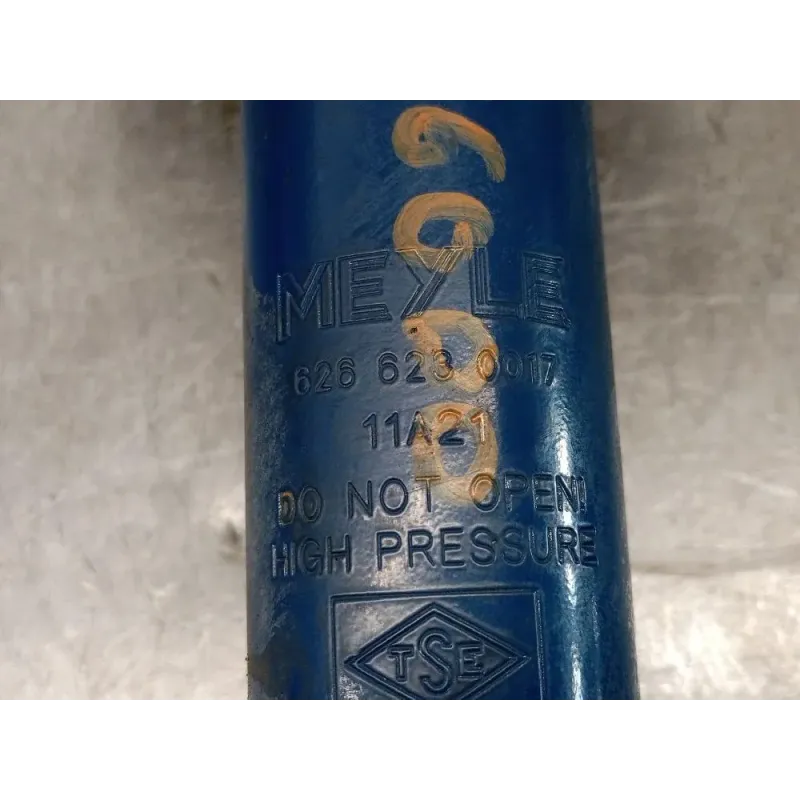 MEYLE
626 623 0017
11A21
DO NOT OPEN!
HIGH PRESSURE
TSE